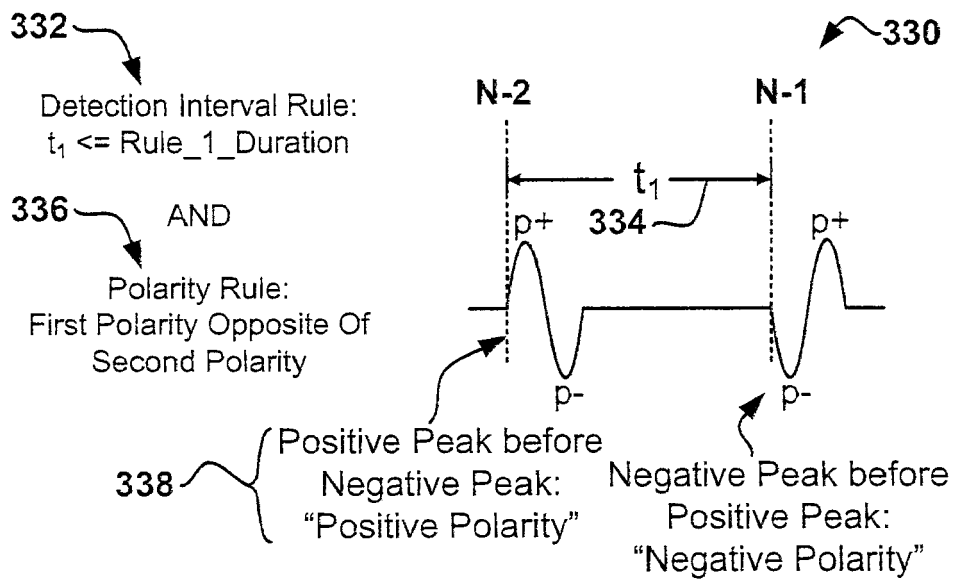 332
330
Detection Interval Rule:
t₁ <= Rule_1_Duration
N-2
N-1
t₁
334
336
AND
p+
p+
Polarity Rule:
First Polarity Opposite Of
Second Polarity
p-
p-
338
Positive Peak before
Negative Peak:
“Positive Polarity”
Negative Peak before
Positive Peak:
“Negative Polarity”